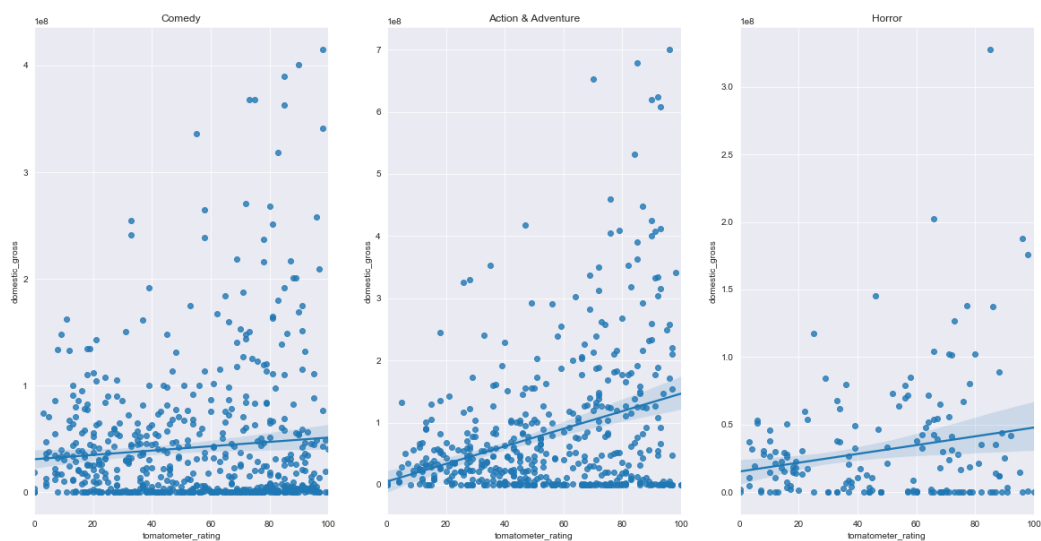 Comedy
1e8
4
3
2
1
0
domestic_gross
0 20 40 60 80 100
tomatometer_rating
Action & Adventure
1e8
7
6
5
4
3
2
1
0
domestic_gross
0 20 40 60 80 100
tomatometer_rating
Horror
1e8
3.0
2.5
2.0
1.5
1.0
0.5
0.0
domestic_gross
0 20 40 60 80 100
tomatometer_rating